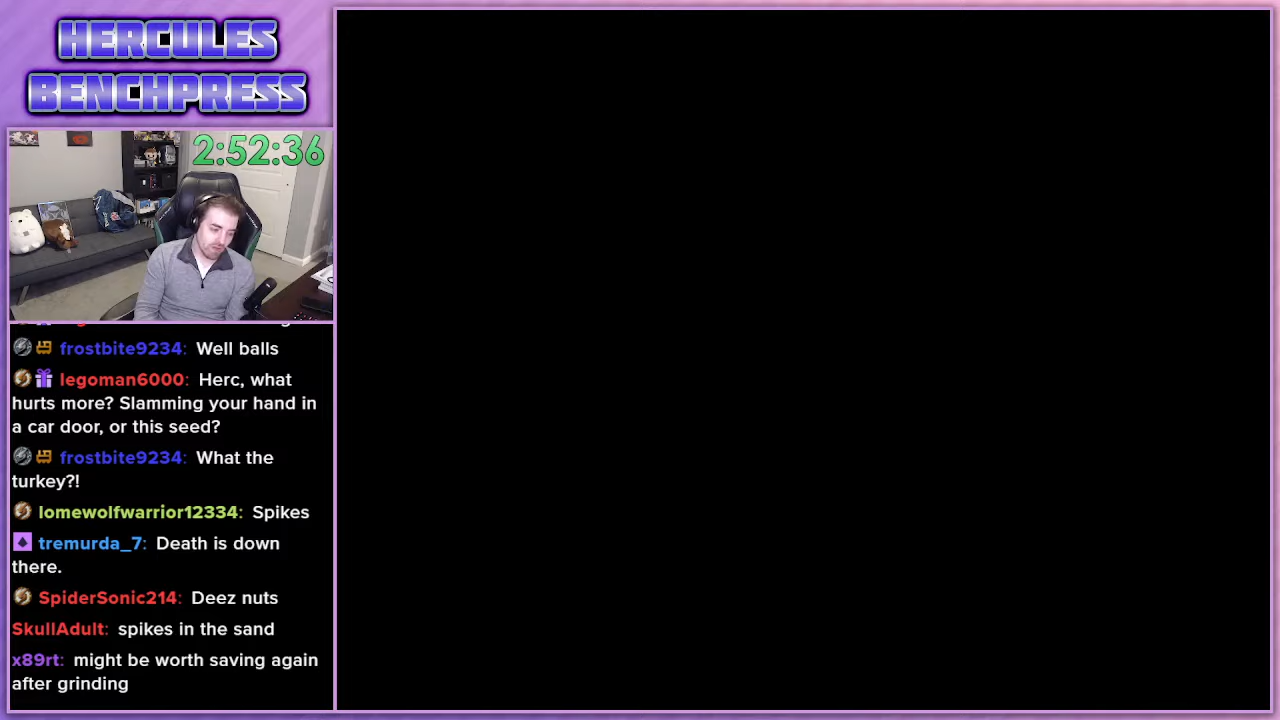 HERCULES
BENCHPRESS
2:52:36
frostbite9234: Well balls
legoman6000: Herc, what
hurts more? Slamming your hand in
a car door, or this seed?
frostbite9234: What the
turkey?!
lomewolfwarrior12334: Spikes
tremurda_7: Death is down
there.
SpiderSonic214: Deez nuts
SkullAdult: spikes in the sand
x89rt: might be worth saving again
after grinding